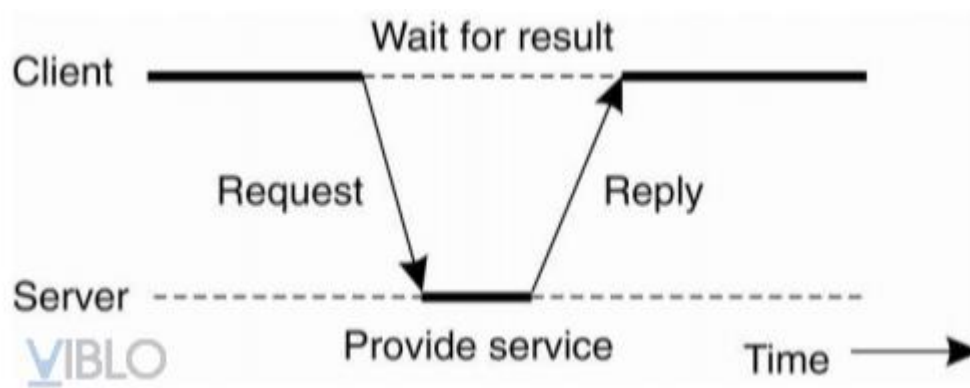 Wait for result
Client
Request
Reply
Server
Provide service
Time
VIBLO